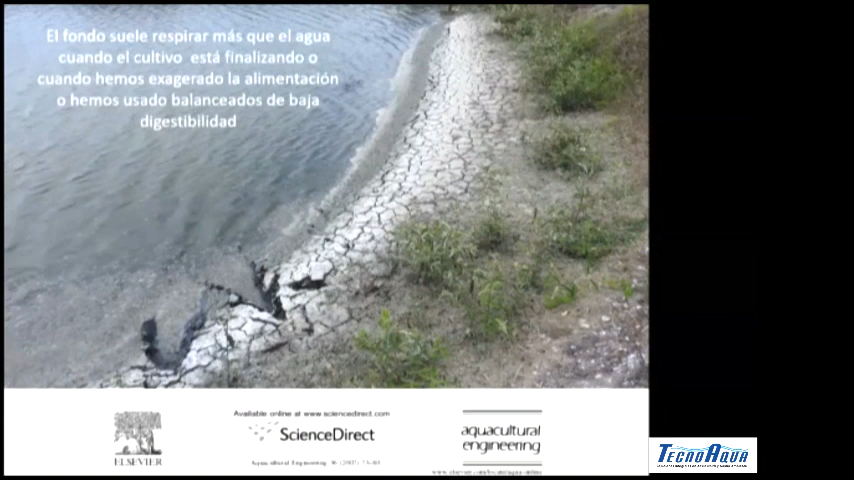 El fondo suele respirar más que el agua
cuando el cultivo está finalizando o
cuando hemos exagerado la alimentación
o hemos usado balanceados de baja
digestibilidad
Available online at www.sciencedirect.com
ScienceDirect
ELSEVIER
aquacultural
engineering
TECNOAQUA